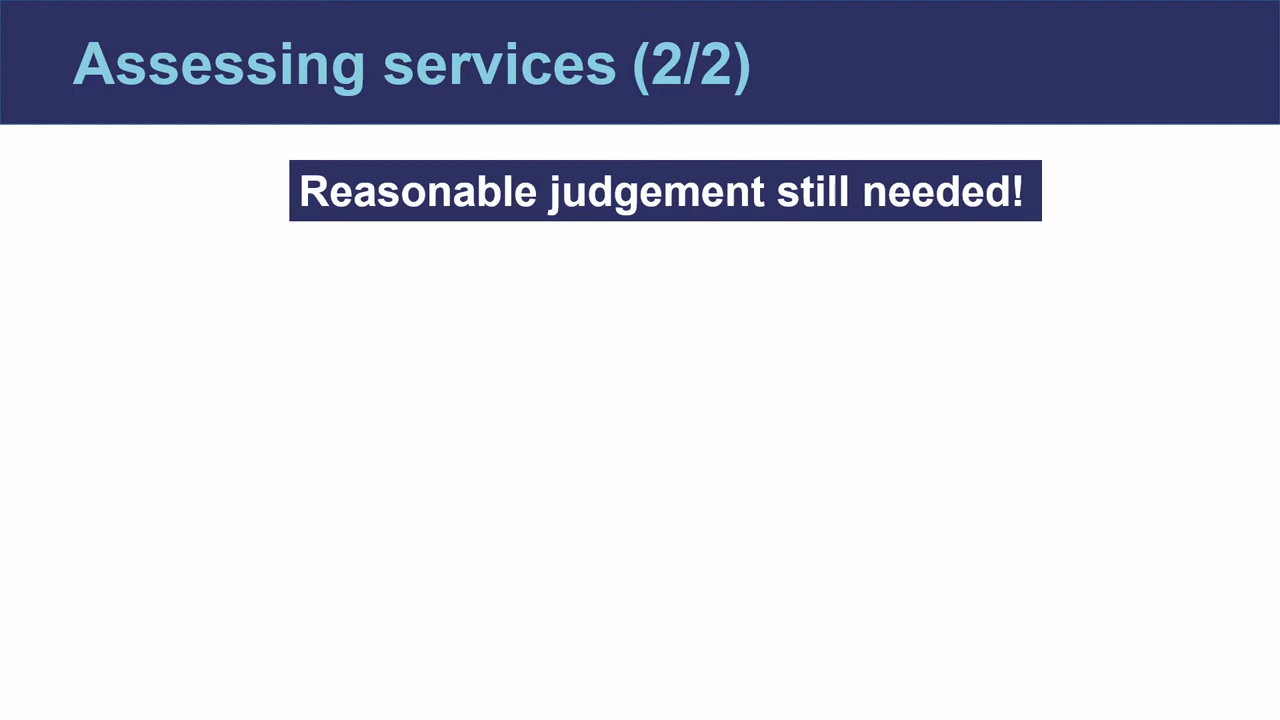 Assessing services (2/2)
Reasonable judgement still needed!